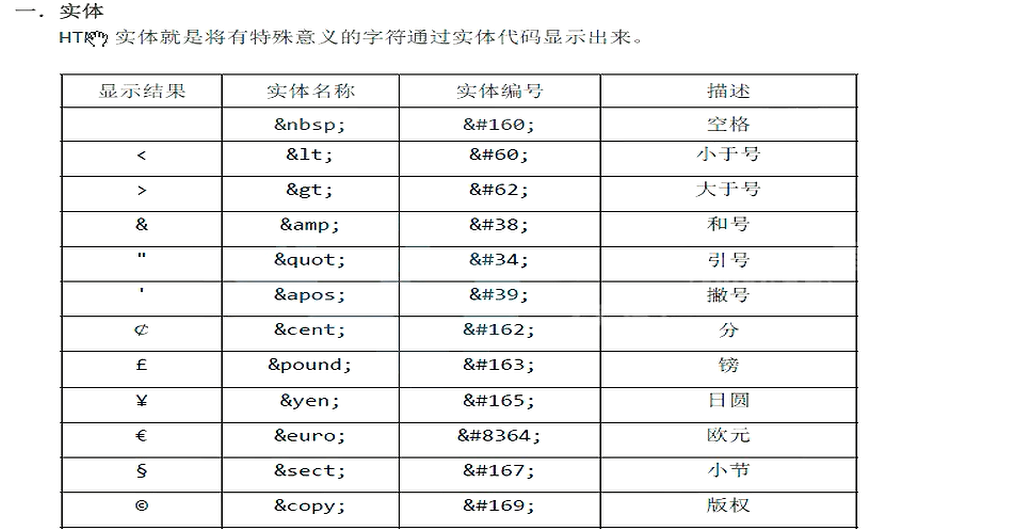 一. 实体
HTML 实体就是将有特殊意义的字符通过实体代码显示出来。
显示结果 实体名称 实体编号 描述
&nbsp; &#160; 空格
< &lt; &#60; 小于号
> &gt; &#62; 大于号
& &amp; &#38; 和号
" &quot; &#34; 引号
' &apos; &#39; 撇号
¢ &cent; &#162; 分
£ &pound; &#163; 镑
¥ &yen; &#165; 日圆
€ &euro; &#8364; 欧元
§ &sect; &#167; 小节
© &copy; &#169; 版权